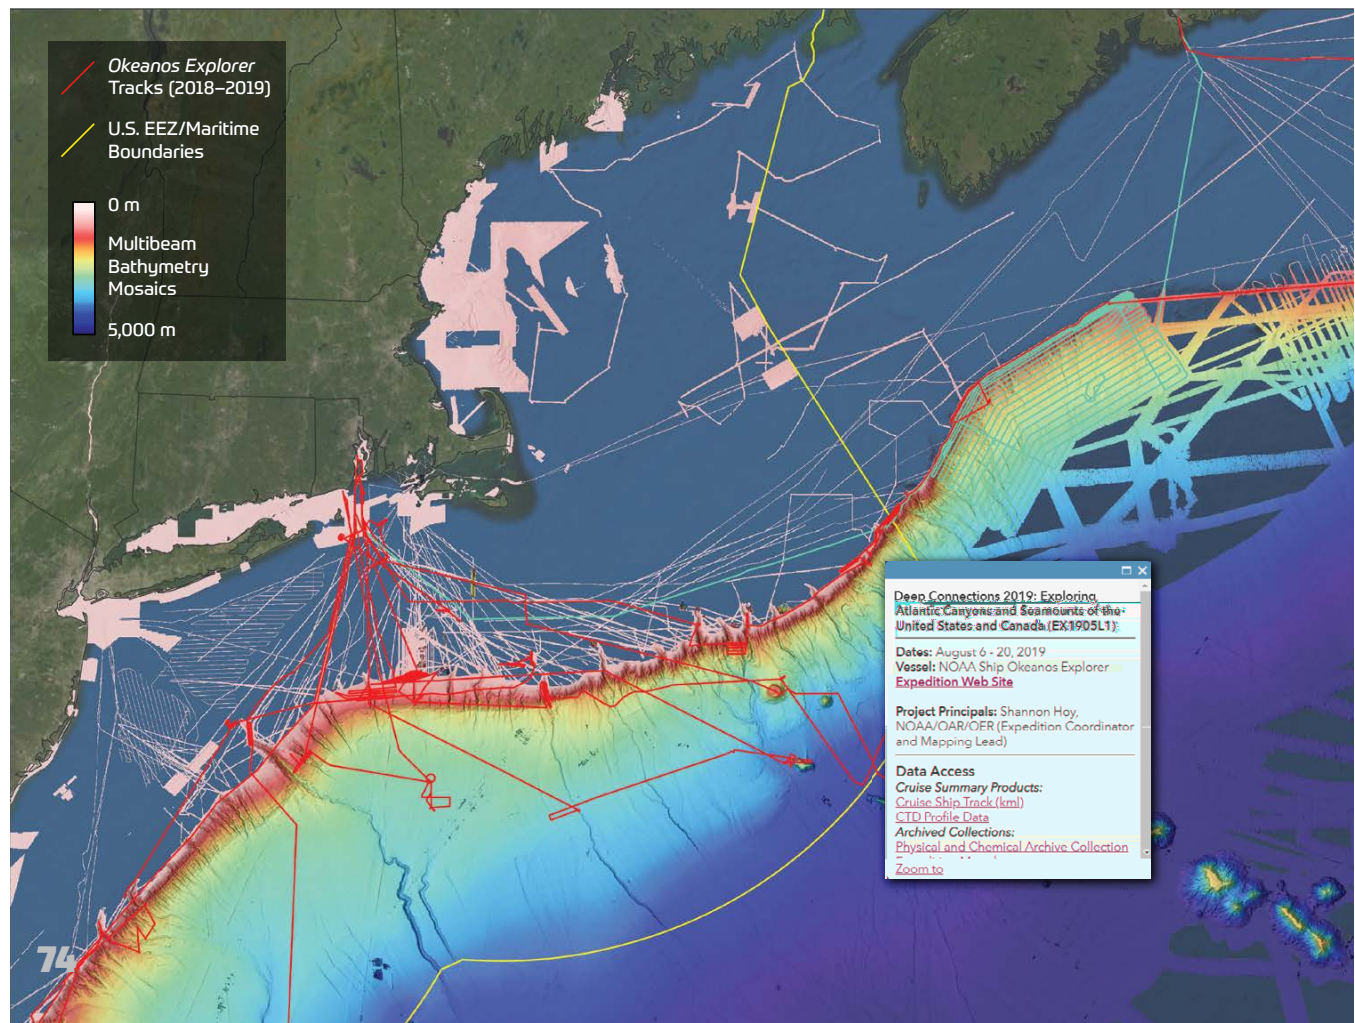 Okeanos Explorer
Tracks (2018–2019)
U.S. EEZ/Maritime
Boundaries
0 m
Multibeam
Bathymetry
Mosaics
5,000 m
Deep Connections 2019: Exploring
Atlantic Canyons and Seamounts of the
United States and Canada (EX1905L1)
Dates: August 6 - 20, 2019
Vessel: NOAA Ship Okeanos Explorer
Expedition Web Site
Project Principals: Shannon Hoy,
NOAA/OAR/OER (Expedition Coordinator
and Mapping Lead)
Data Access
Cruise Summary Products:
Cruise Ship Track (kml)
CTD Profile Data
Archived Collections:
Physical and Chemical Archive Collection
Zoom to
74